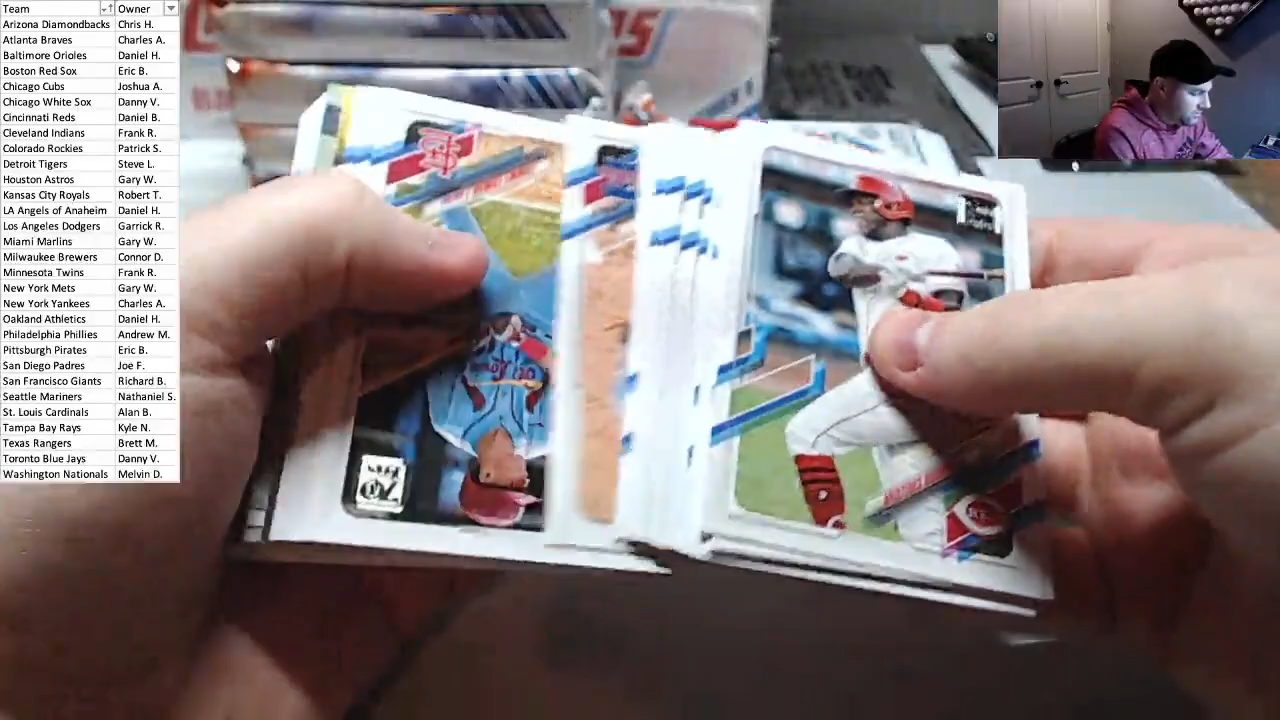 Team Owner
Arizona Diamondbacks Chris H.
Atlanta Braves Charles A.
Baltimore Orioles Daniel H.
Boston Red Sox Eric B.
Chicago Cubs Joshua A.
Chicago White Sox Danny V.
Cincinnati Reds Daniel B.
Cleveland Indians Frank R.
Colorado Rockies Patrick S.
Detroit Tigers Steve L.
Houston Astros Gary W.
Kansas City Royals Robert T.
LA Angels of Anaheim Daniel H.
Los Angeles Dodgers Garrick R.
Miami Marlins Gary W.
Milwaukee Brewers Connor D.
Minnesota Twins Frank R.
New York Mets Gary W.
New York Yankees Charles A.
Oakland Athletics Daniel H.
Philadelphia Phillies Andrew M.
Pittsburgh Pirates Eric B.
San Diego Padres Joe F.
San Francisco Giants Richard B.
Seattle Mariners Nathaniel S.
St. Louis Cardinals Alan B.
Tampa Bay Rays Kyle N.
Texas Rangers Brett M.
Toronto Blue Jays Danny V.
Washington Nationals Melvin D.
70